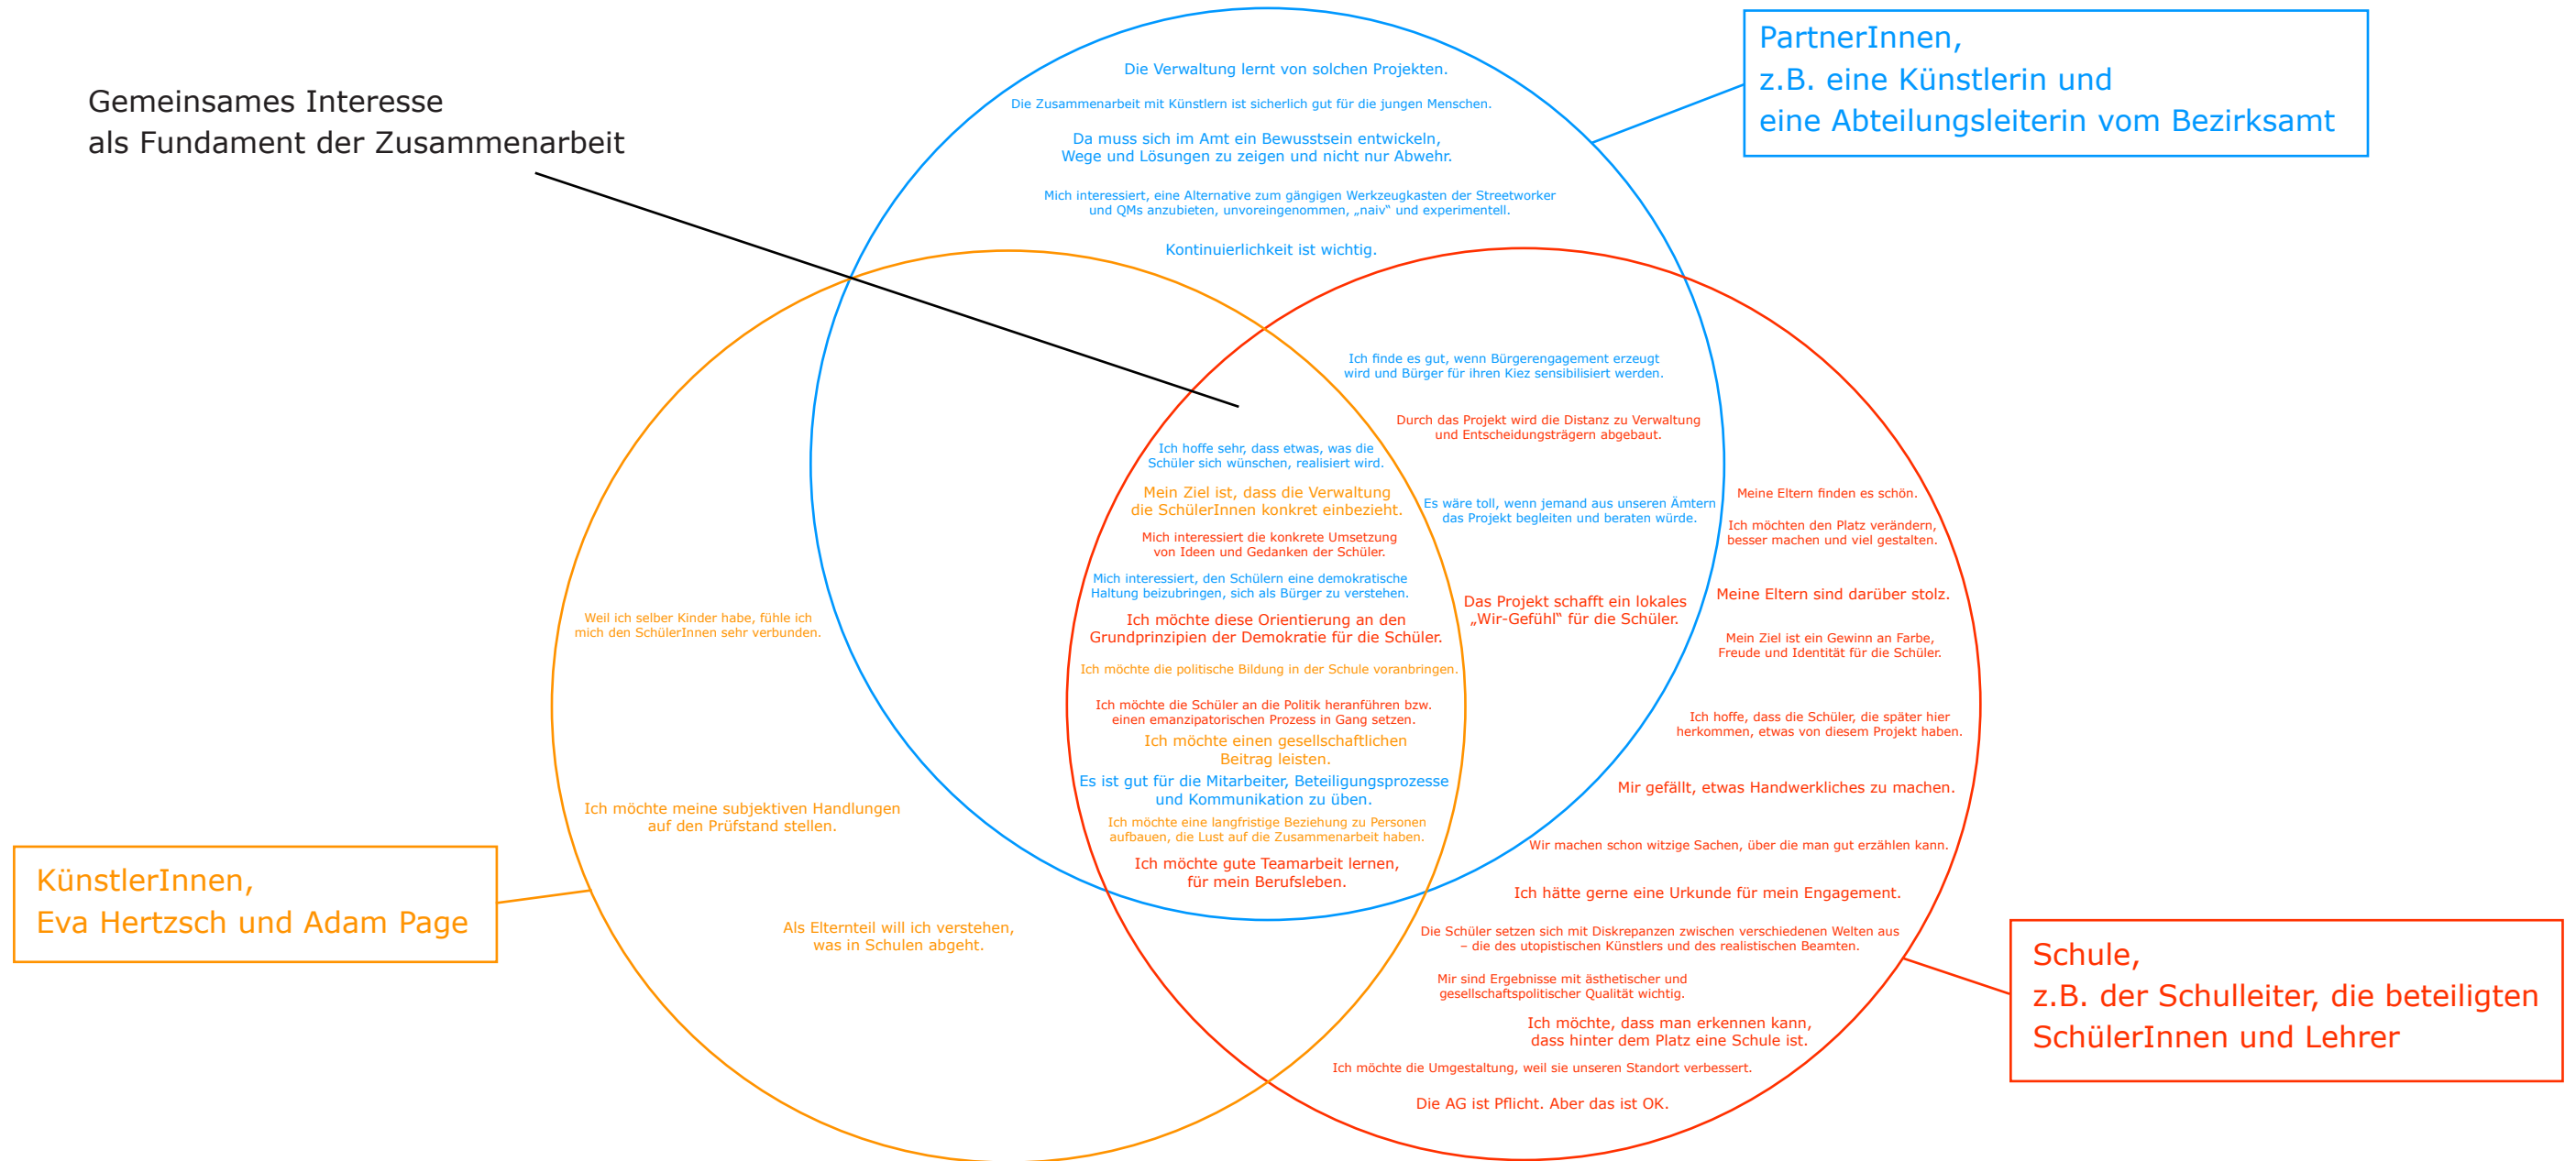 Gemeinsames Interesse
als Fundament der Zusammenarbeit
PartnerInnen,
z.B. eine Künstlerin und
eine Abteilungsleiterin vom Bezirksamt
Die Verwaltung lernt von solchen Projekten.
Die Zusammenarbeit mit Künstlern ist sicherlich gut für die jungen Menschen.
Da muss sich im Amt ein Bewusstsein entwickeln,
Wege und Lösungen zu zeigen und nicht nur Abwehr.
Mich interessiert, eine Alternative zum gängigen Werkzeugkasten der Streetworker
und QMs anzubieten, unvoreingenommen, „naiv“ und experimentell.
Kontinuierlichkeit ist wichtig.
Ich finde es gut, wenn Bürgerengagement erzeugt
wird und Bürger für ihren Kiez sensibilisiert werden.
Durch das Projekt wird die Distanz zu Verwaltung
und Entscheidungsträgern abgebaut.
Es wäre toll, wenn jemand aus unseren Ämtern
das Projekt begleiten und beraten würde.
Das Projekt schafft ein lokales
„Wir-Gefühl“ für die Schüler.
Ich hoffe sehr, dass etwas, was die
Schüler sich wünschen, realisiert wird.
Mein Ziel ist, dass die Verwaltung
die SchülerInnen konkret einbezieht.
Mich interessiert die konkrete Umsetzung
von Ideen und Gedanken der Schüler.
Mich interessiert, den Schülern eine demokratische
Haltung beizubringen, sich als Bürger zu verstehen.
Ich möchte diese Orientierung an den
Grundprinzipien der Demokratie für die Schüler.
Ich möchte die politische Bildung in der Schule voranbringen.
Ich möchte die Schüler an die Politik heranführen bzw.
einen emanzipatorischen Prozess in Gang setzen.
Ich möchte einen gesellschaftlichen
Beitrag leisten.
Es ist gut für die Mitarbeiter, Beteiligungsprozesse
und Kommunikation zu üben.
Ich möchte eine langfristige Beziehung zu Personen
aufbauen, die Lust auf die Zusammenarbeit haben.
Ich möchte gute Teamarbeit lernen,
für mein Berufsleben.
Weil ich selber Kinder habe, fühle ich
mich den SchülerInnen sehr verbunden.
Ich möchte meine subjektiven Handlungen
auf den Prüfstand stellen.
Als Elternteil will ich verstehen,
was in Schulen abgeht.
KünstlerInnen,
Eva Hertzsch und Adam Page
Meine Eltern finden es schön.
Ich möchten den Platz verändern,
besser machen und viel gestalten.
Meine Eltern sind darüber stolz.
Mein Ziel ist ein Gewinn an Farbe,
Freude und Identität für die Schüler.
Ich hoffe, dass die Schüler, die später hier
herkommen, etwas von diesem Projekt haben.
Mir gefällt, etwas Handwerkliches zu machen.
Wir machen schon witzige Sachen, über die man gut erzählen kann.
Ich hätte gerne eine Urkunde für mein Engagement.
Die Schüler setzen sich mit Diskrepanzen zwischen verschiedenen Welten aus
– die des utopistischen Künstlers und des realistischen Beamten.
Mir sind Ergebnisse mit ästhetischer und
gesellschaftspolitischer Qualität wichtig.
Ich möchte, dass man erkennen kann,
dass hinter dem Platz eine Schule ist.
Ich möchte die Umgestaltung, weil sie unseren Standort verbessert.
Die AG ist Pflicht. Aber das ist OK.
Schule,
z.B. der Schulleiter, die beteiligten
SchülerInnen und Lehrer